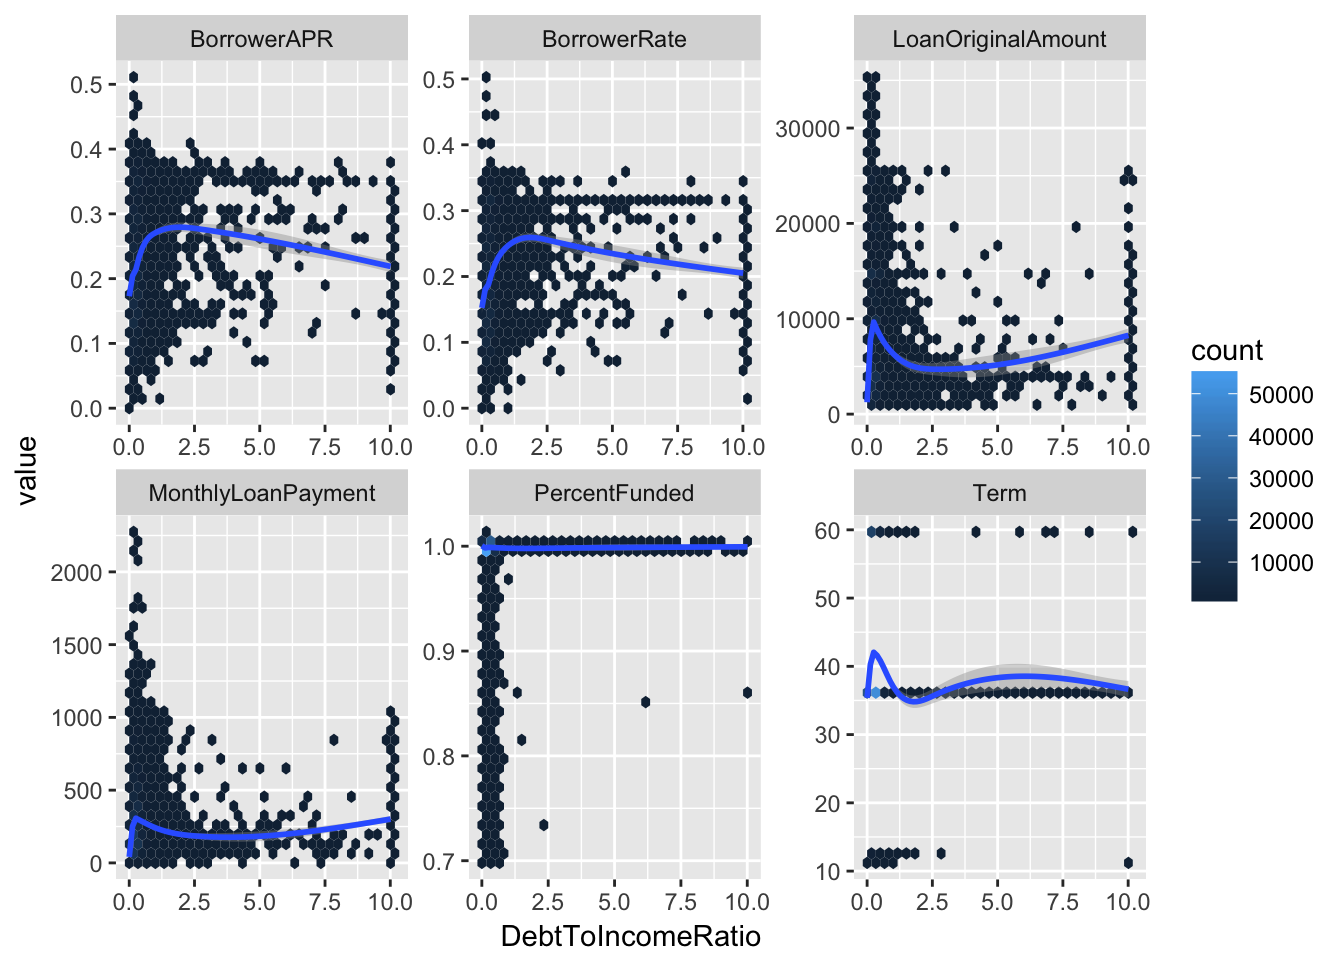 BorrowerAPR
BorrowerRate
LoanOriginalAmount
0.5
0.4
0.3
0.2
0.1
0.0
0.5
0.4
0.3
0.2
0.1
0.0
30000
20000
10000
0
0.0 2.5 5.0 7.5 10.0
0.0 2.5 5.0 7.5 10.0
0.0 2.5 5.0 7.5 10.0
MonthlyLoanPayment
PercentFunded
Term
2000
1500
1000
500
0
1.0
0.9
0.8
0.7
60
50
40
30
20
10
0.0 2.5 5.0 7.5 10.0
0.0 2.5 5.0 7.5 10.0
0.0 2.5 5.0 7.5 10.0
value
DebtToIncomeRatio
count
50000
40000
30000
20000
10000